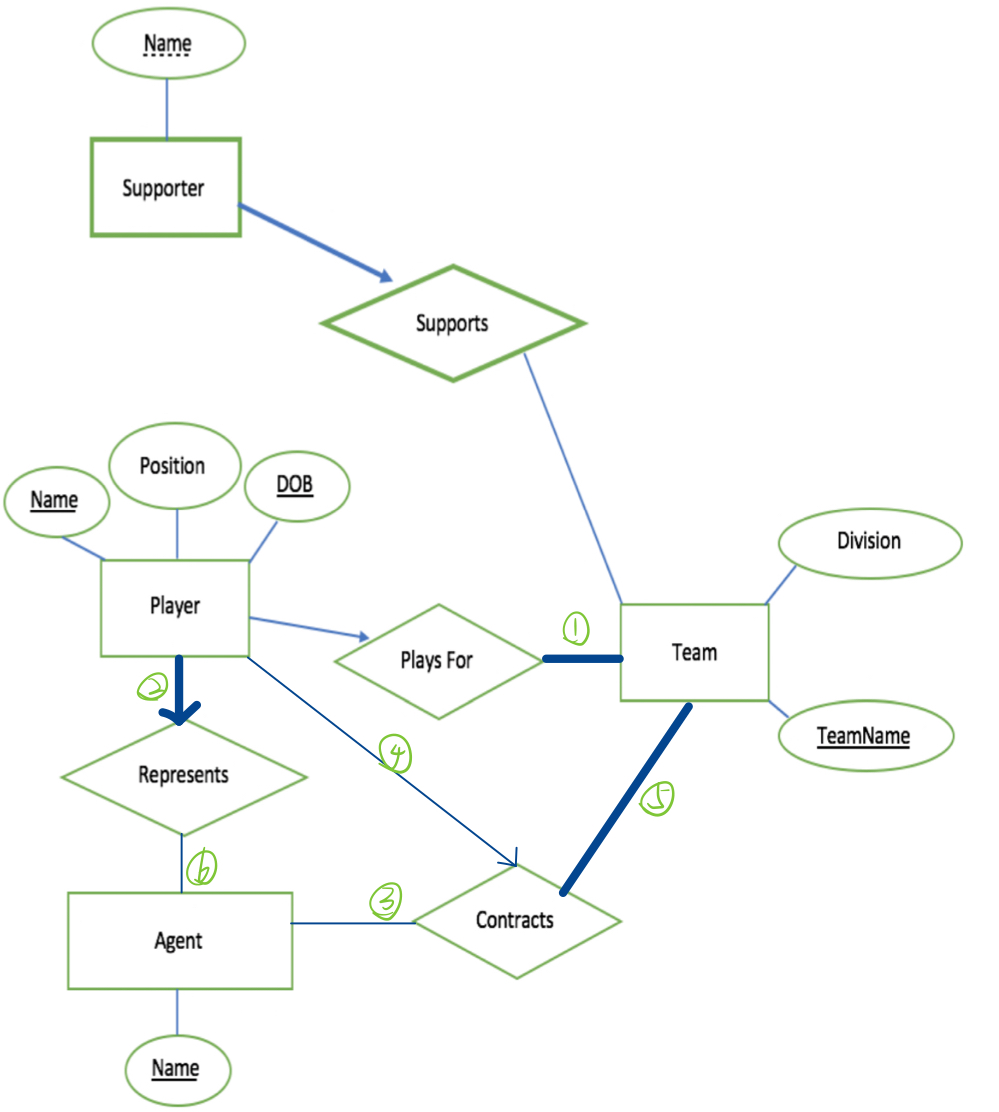 Name
Supporter
Supports
Name
Position
DOB
Player
Division
Plays For
①
Team
②
TeamName
Represents
④
⑤
⑥
③
Agent
Contracts
Name